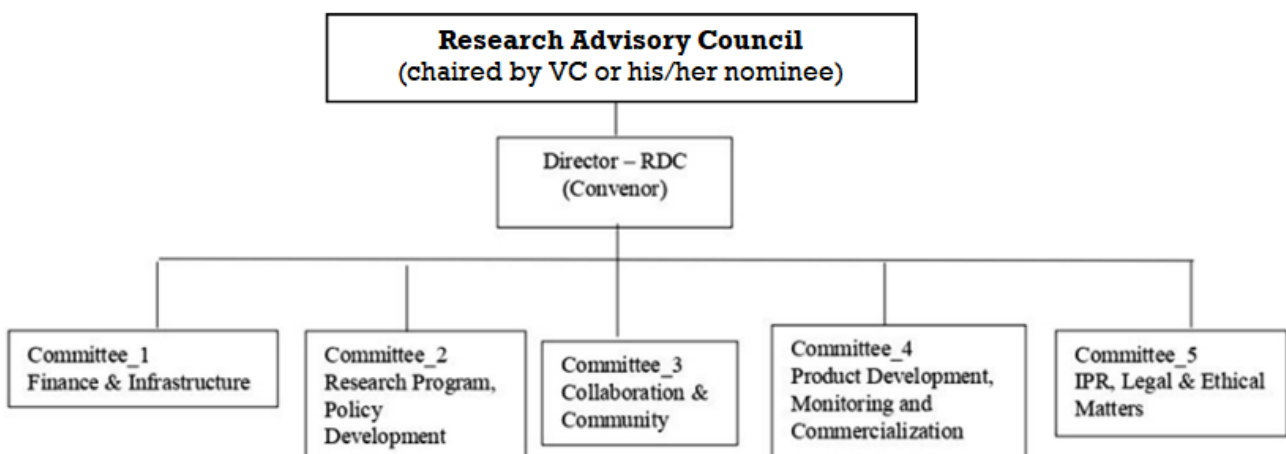 Research Advisory Council
(chaired by VC or his/her nominee)
Director – RDC
(Convenor)
Committee_1
Finance & Infrastructure
Committee_2
Research Program,
Policy
Development
Committee_3
Collaboration &
Community
Committee_4
Product Development,
Monitoring and
Commercialization
Committee_5
IPR, Legal & Ethical
Matters